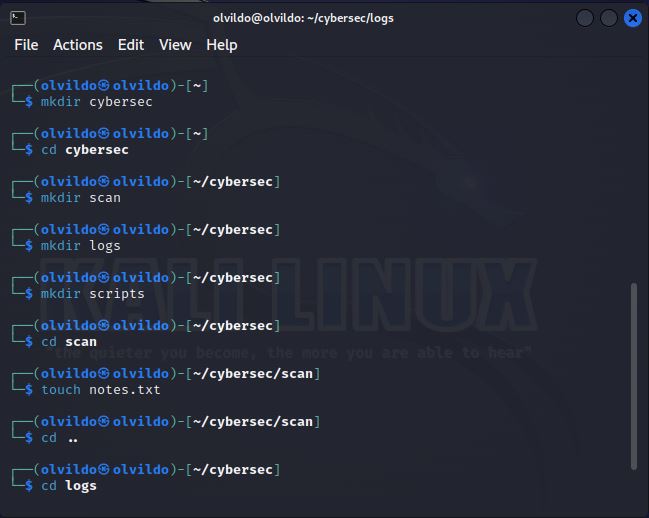 olvildo@olvildo: ~/cybersec/logs
File Actions Edit View Help
┌──(olvildo㉿olvildo)-[~]
└─$ mkdir cybersec
┌──(olvildo㉿olvildo)-[~]
└─$ cd cybersec
┌──(olvildo㉿olvildo)-[~/cybersec]
└─$ mkdir scan
┌──(olvildo㉿olvildo)-[~/cybersec]
└─$ mkdir logs
┌──(olvildo㉿olvildo)-[~/cybersec]
└─$ mkdir scripts
┌──(olvildo㉿olvildo)-[~/cybersec]
└─$ cd scan
┌──(olvildo㉿olvildo)-[~/cybersec/scan]
└─$ touch notes.txt
┌──(olvildo㉿olvildo)-[~/cybersec/scan]
└─$ cd ..
┌──(olvildo㉿olvildo)-[~/cybersec]
└─$ cd logs
KALI LINUX
"the quieter you become, the more you are able to hear"